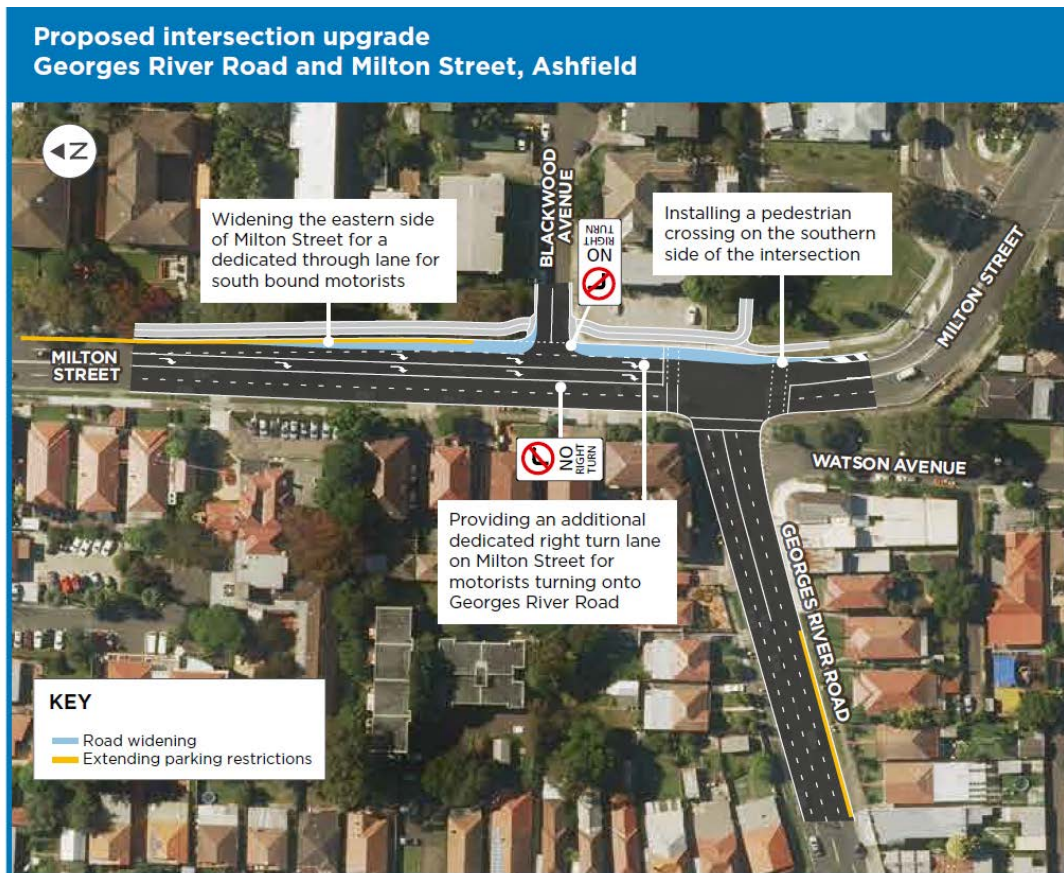 Proposed intersection upgrade
Georges River Road and Milton Street, Ashfield
N
BLACKWOOD
AVENUE
Widening the eastern side
of Milton Street for a
dedicated through lane for
south bound motorists
NO
RIGHT
TURN
Installing a pedestrian
crossing on the southern
side of the intersection
MILTON STREET
MILTON
STREET
NO
RIGHT
TURN
WATSON AVENUE
Providing an additional
dedicated right turn lane
on Milton Street for
motorists turning onto
Georges River Road
GEORGES RIVER ROAD
KEY
Road widening
Extending parking restrictions